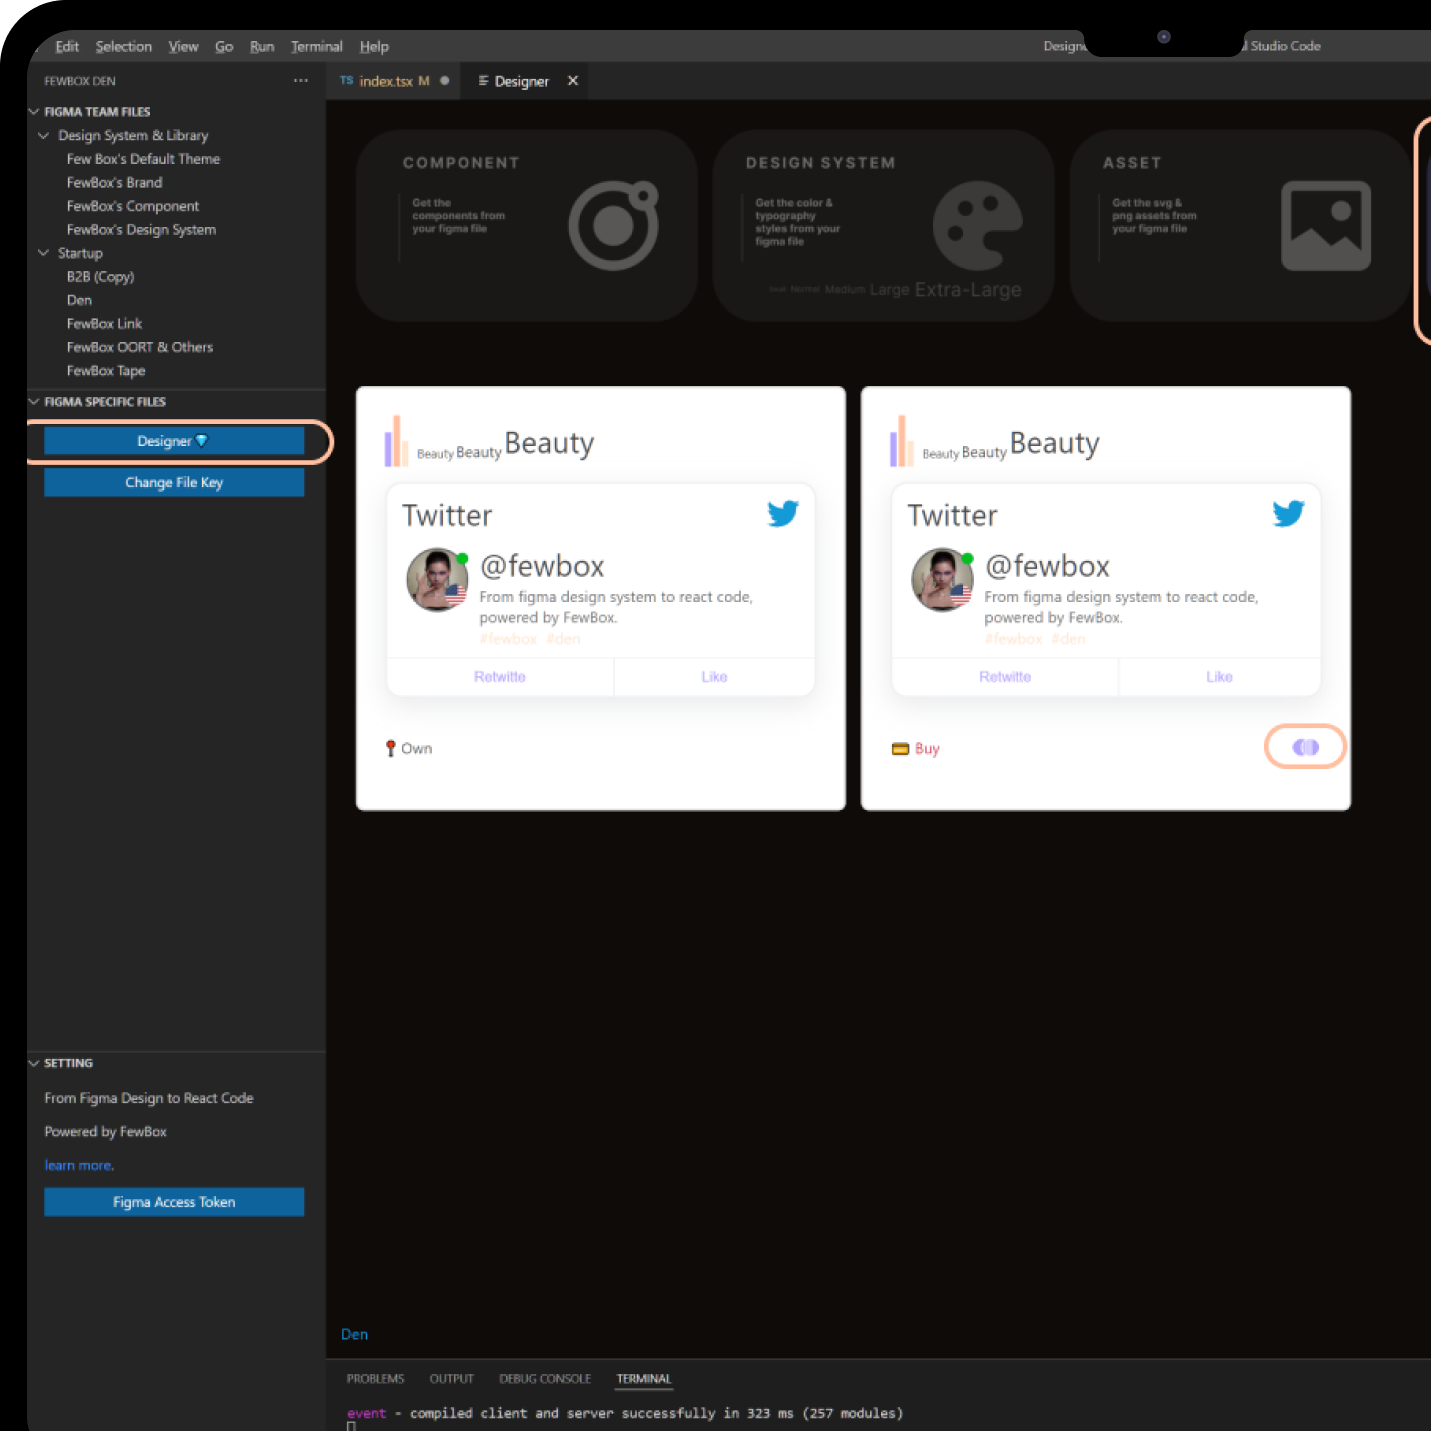 Edit Selection View Go Run Terminal Help
Studio Code
FEWBOX DEN ...
TS index.tsx M
Designer
FIGMA TEAM FILES
Design System & Library
Few Box's Default Theme
FewBox's Brand
FewBox's Component
FewBox's Design System
Startup
B2B (Copy)
Den
FewBox Link
FewBox OORT & Others
FewBox Tape
FIGMA SPECIFIC FILES
Designer
Change File Key
SETTING
From Figma Design to React Code
Powered by FewBox
learn more.
Figma Access Token
COMPONENT
Get the
components from
your figma file
DESIGN SYSTEM
Get the color &
typography
styles from your
figma file
Normal Medium Large Extra-Large
ASSET
Get the svg &
png assets from
your figma file
Beauty Beauty Beauty
Twitter
@fewbox
From figma design system to react code,
powered by FewBox.
#fewbox #den
Retwitte Like
Own
Beauty Beauty Beauty
Twitter
@fewbox
From figma design system to react code,
powered by FewBox.
#fewbox #den
Retwitte Like
Buy
Den
PROBLEMS OUTPUT DEBUG CONSOLE TERMINAL
event - compiled client and server successfully in 323 ms (257 modules)